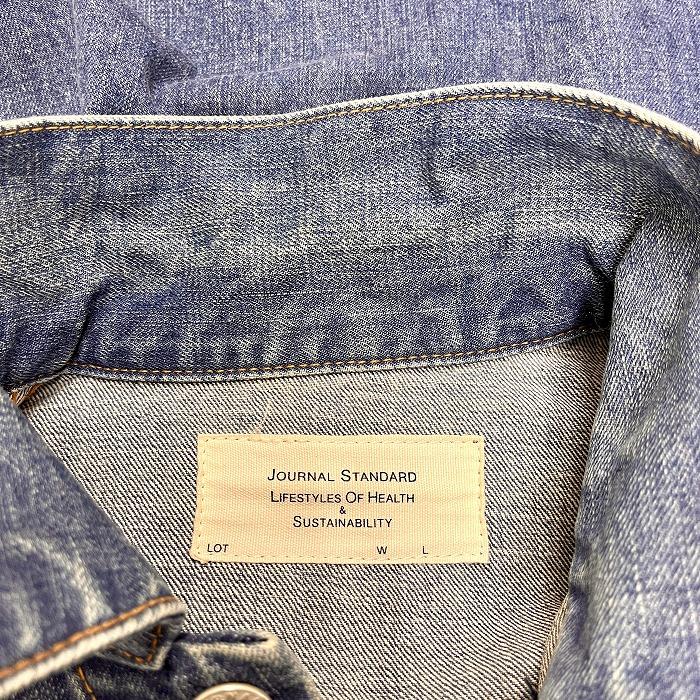 JOURNAL STANDARD
LIFESTYLES OF HEALTH
&
SUSTAINABILITY
LOT W L